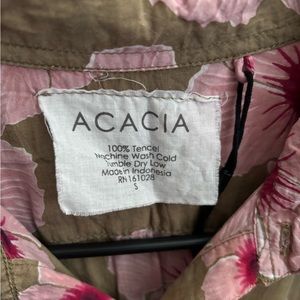 ACACIA
100% Tencel
Machine Wash Cold
Tumble Dry Low
Made in Indonesia
RN 161028
S